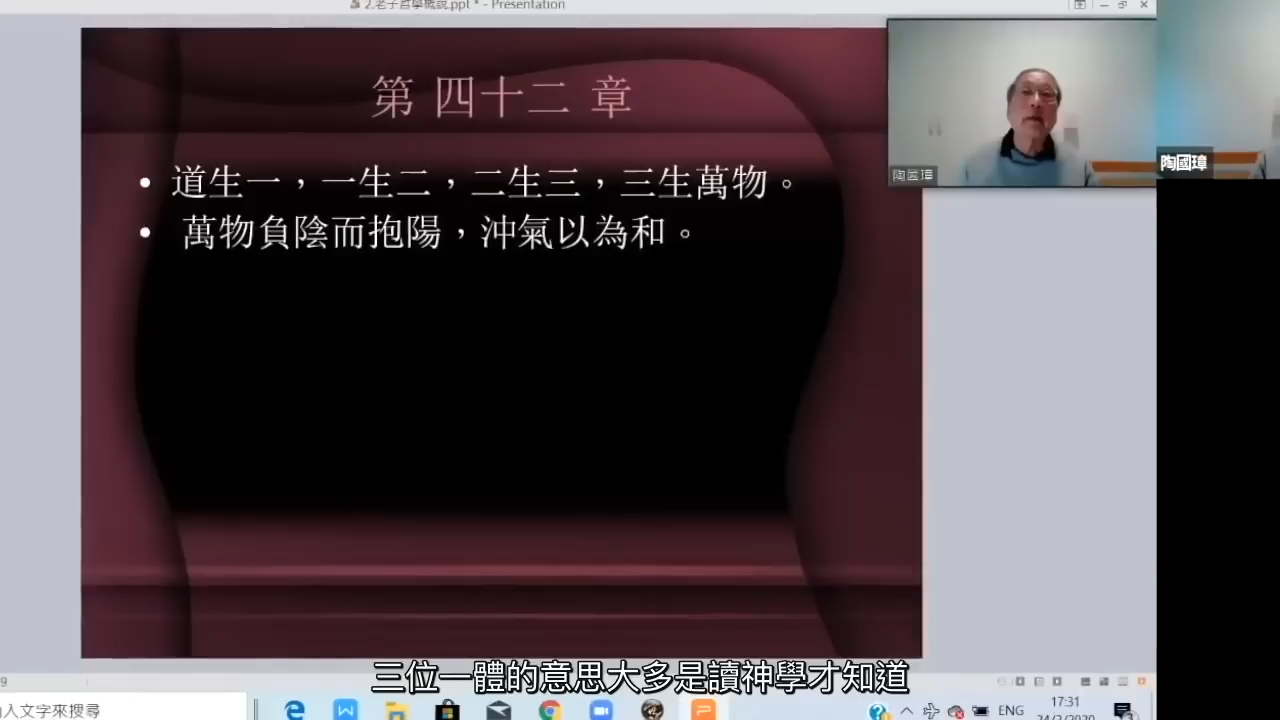 2.老子哲學概說.ppt * - Presentation
第 四十二 章
• 道生一，一生二，二生三，三生萬物。
• 萬物負陰而抱陽，沖氣以為和。
陶國璋
陶國璋
三位一體的意思大多是讀神學才知道
入文字來搜尋
ENG
17:31
24/2/2020